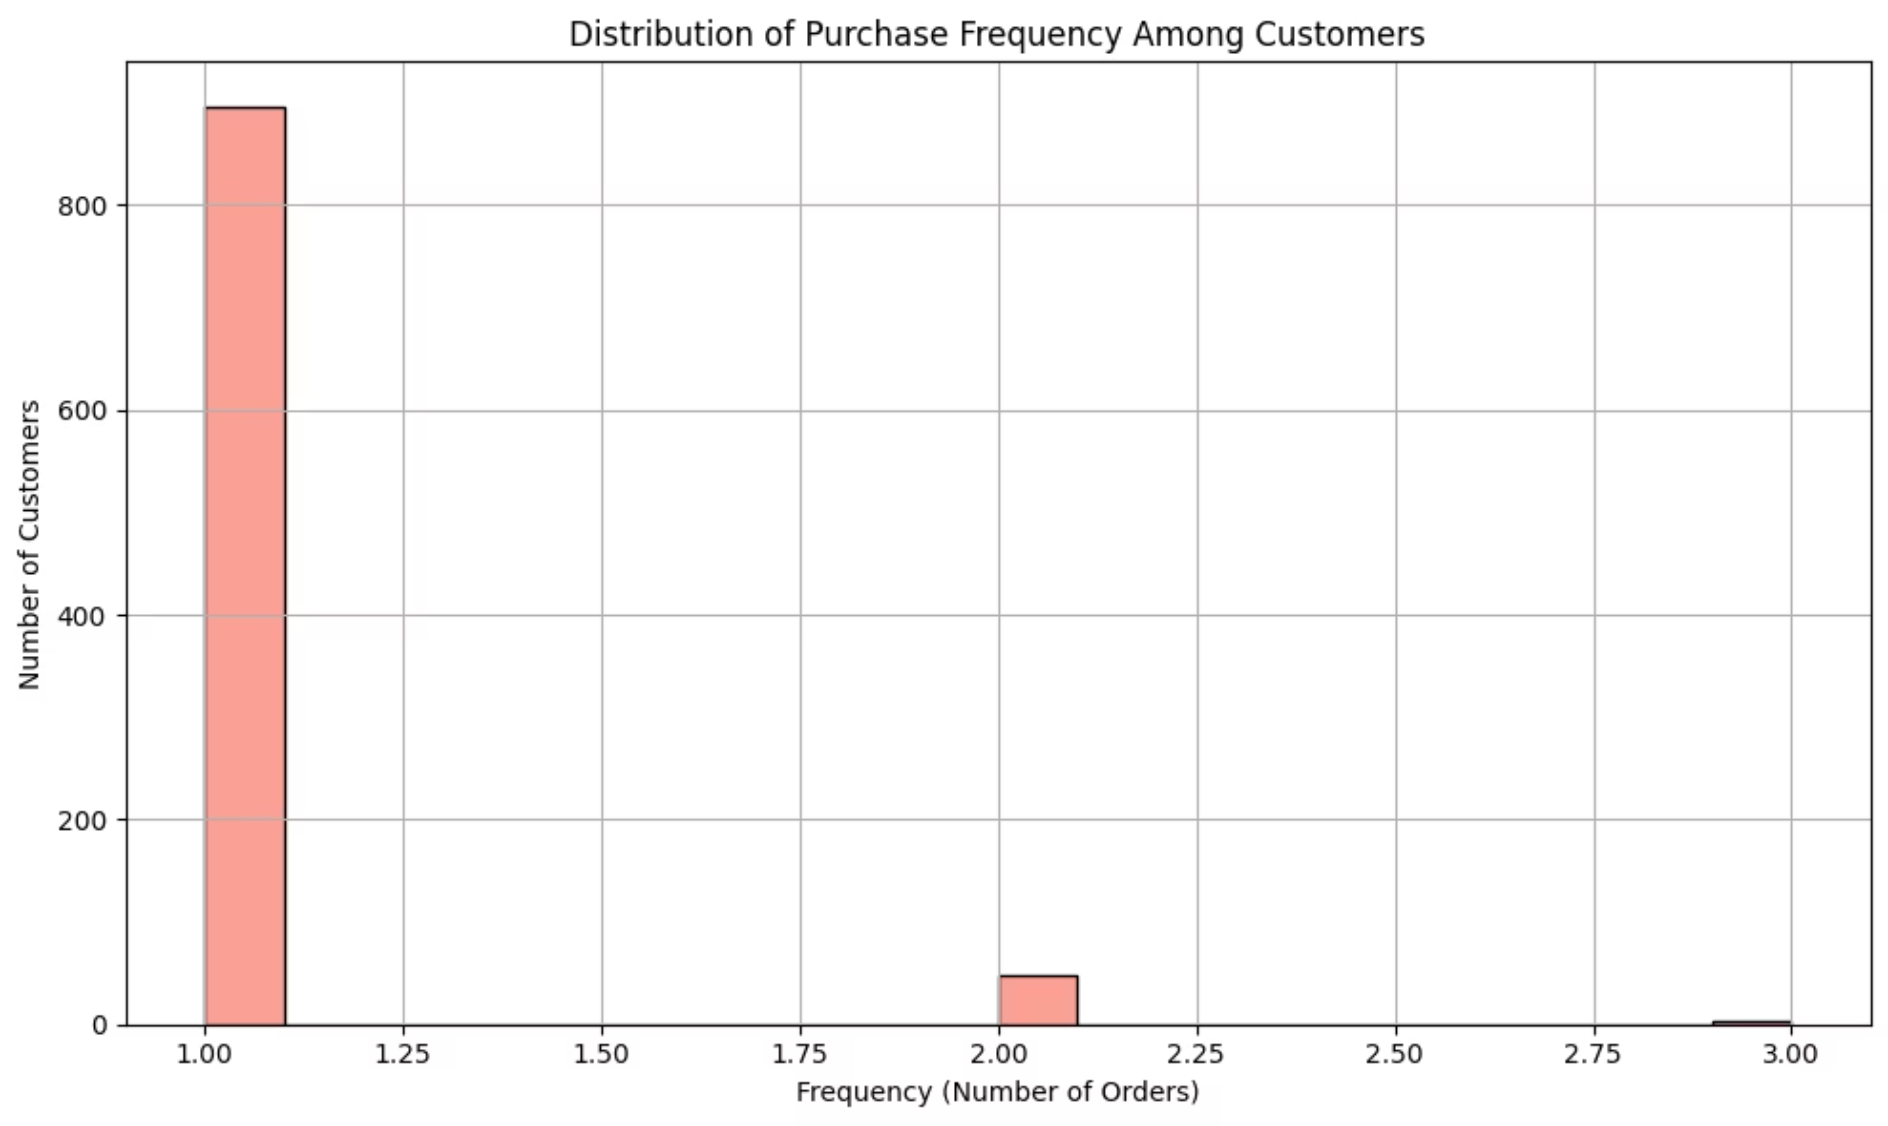 Distribution of Purchase Frequency Among Customers
Number of Customers
800
600
400
200
0
1.00 1.25 1.50 1.75 2.00 2.25 2.50 2.75 3.00
Frequency (Number of Orders)